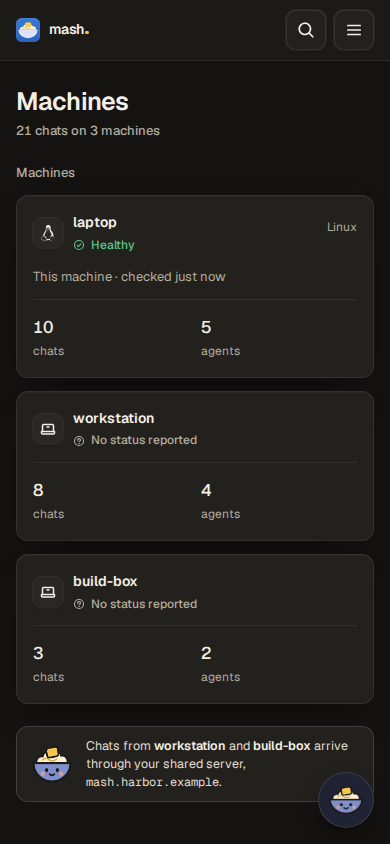 mash.
Machines
21 chats on 3 machines
Machines
laptop
Linux
Healthy
This machine · checked just now
10
5
chats
agents
workstation
No status reported
8
4
chats
agents
build-box
No status reported
3
2
chats
agents
Chats from workstation and build-box arrive
through your shared server,
mash.harbor.example.